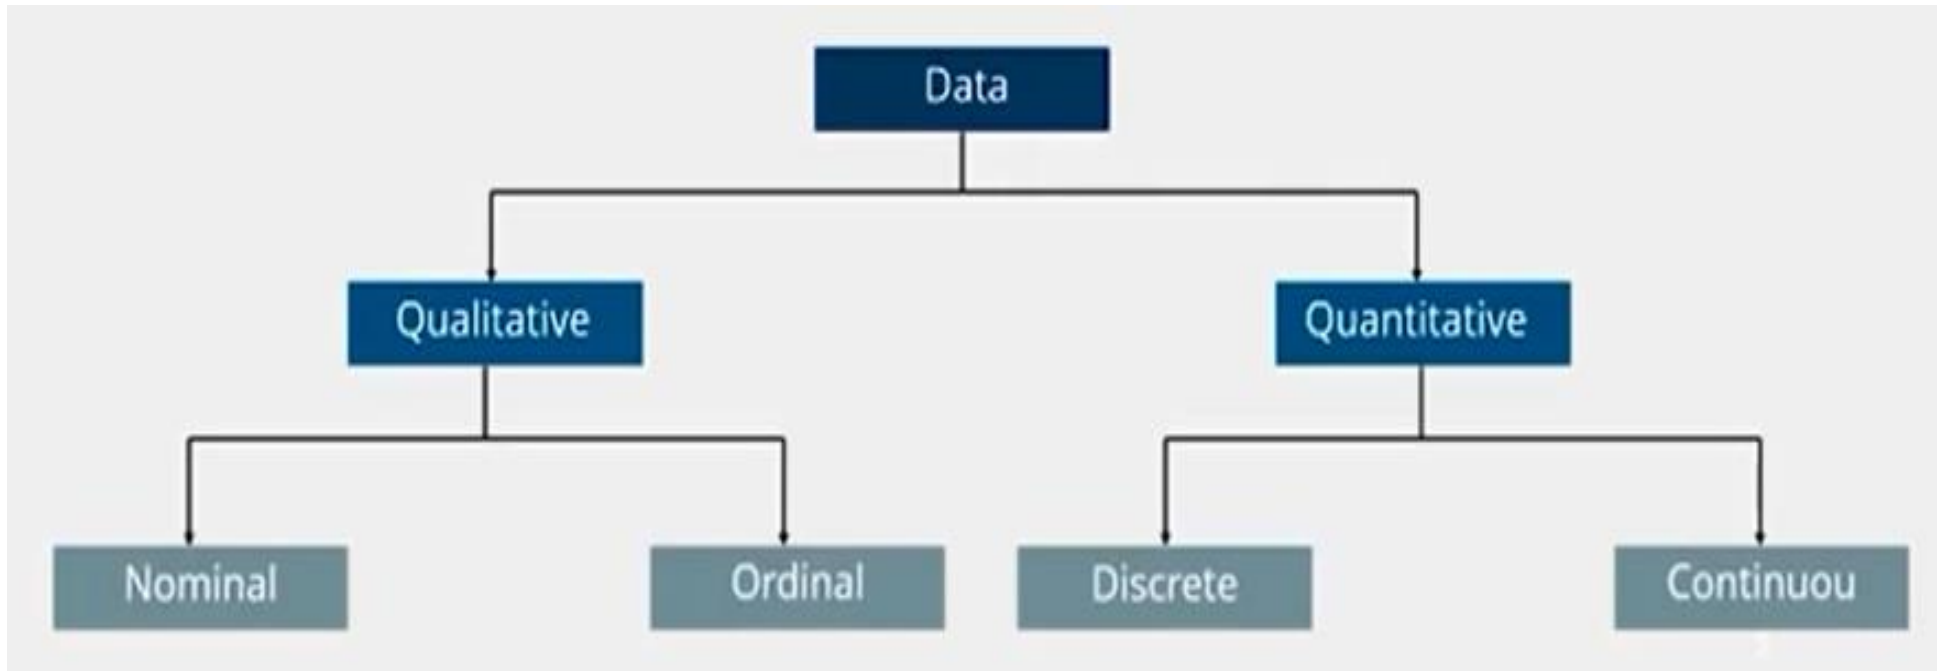 Data
Qualitative
Quantitative
Nominal
Ordinal
Discrete
Continuou